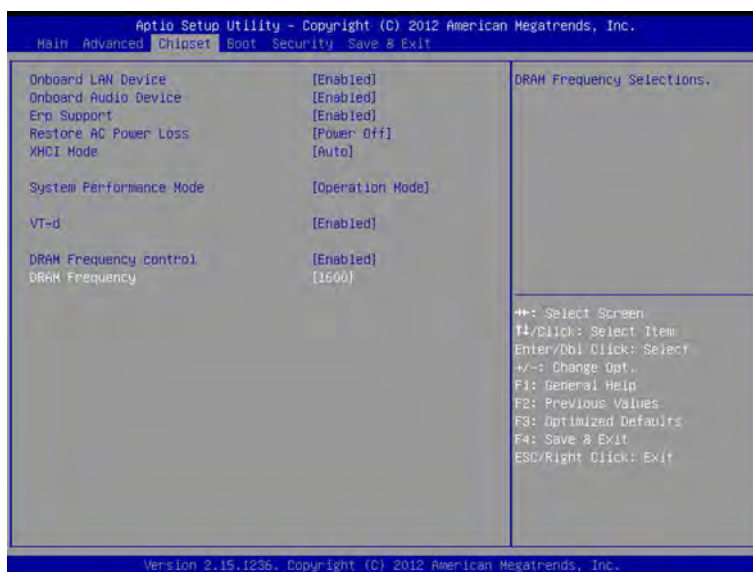 Aptio Setup Utility - Copyright (C) 2012 American Megatrends, Inc.
Main Advanced Chipset Boot Security Save & Exit
Onboard LAN Device [Enabled]
Onboard Audio Device [Enabled]
Erp Support [Enabled]
Restore AC Power Loss [Power Off]
XHCI Mode [Auto]
System Performance Mode [Operation Mode]
VT-d [Enabled]
DRAM Frequency control [Enabled]
DRAM Frequency [1600]
DRAM Frequency Selections.
→←: Select Screen
↑↓/Click: Select Item
Enter/Dbl Click: Select
+/-: Change Opt.
F1: General Help
F2: Previous Values
F3: Optimized Defaults
F4: Save & Exit
ESC/Right Click: Exit
Version 2.15.1236. Copyright (C) 2012 American Megatrends, Inc.